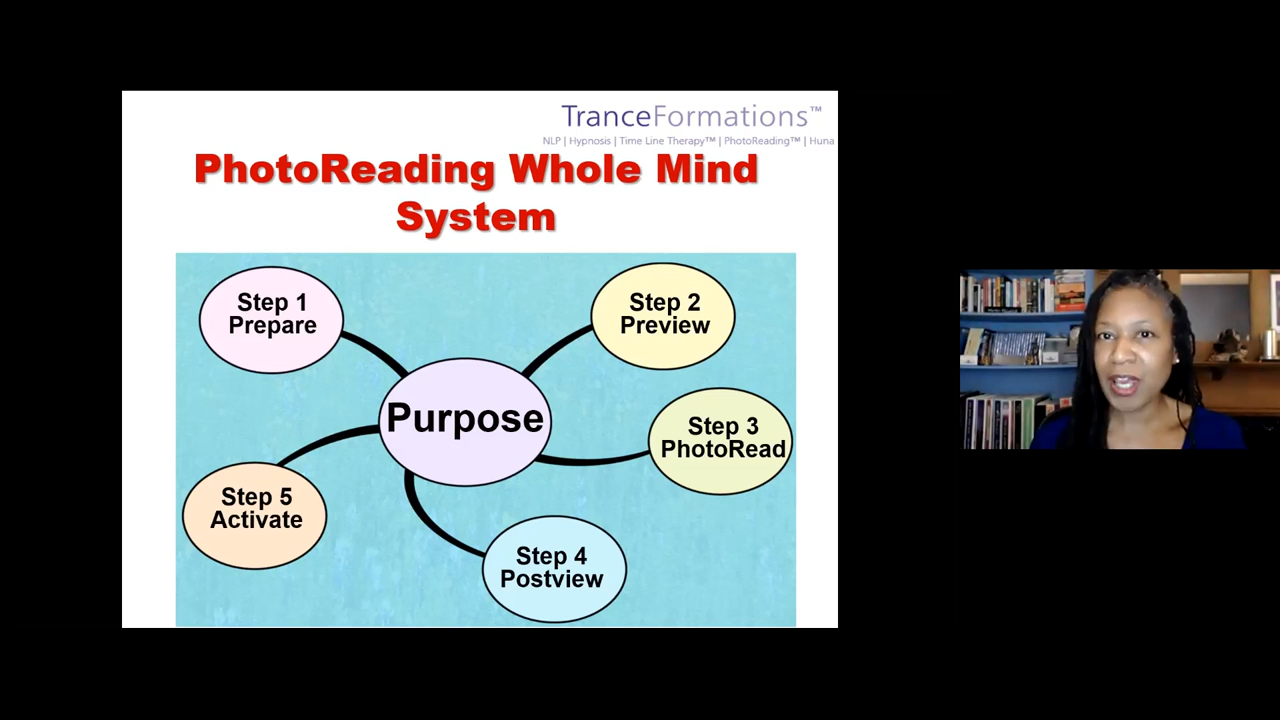 TranceFormations™
NLP | Hypnosis | Time Line Therapy™ | PhotoReading™ | Huna
PhotoReading Whole Mind
System
Step 1
Prepare
Step 2
Preview
Purpose
Step 3
PhotoRead
Step 5
Activate
Step 4
Postview